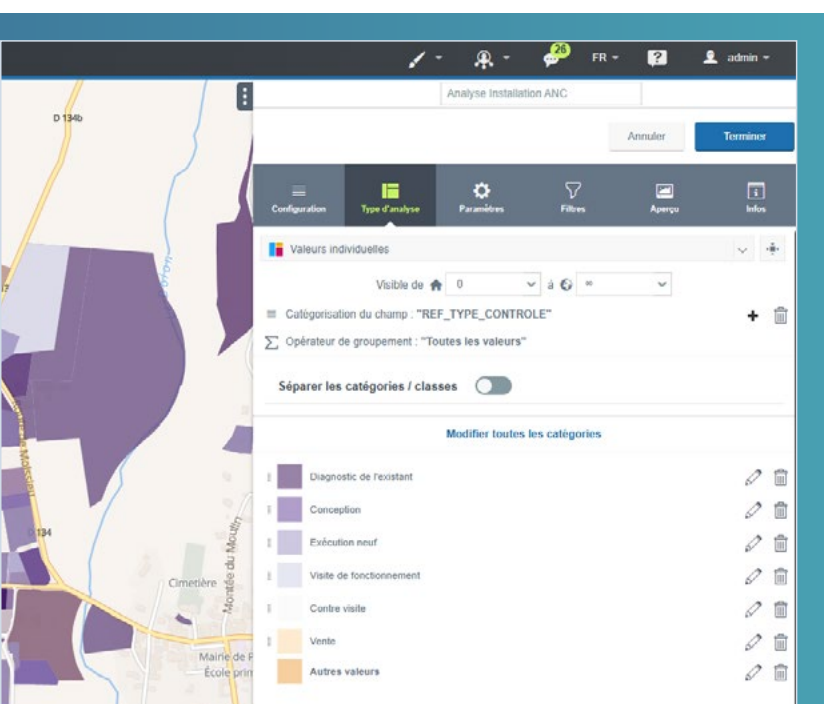 26
FR
?
admin
Analyse Installation ANC
Annuler
Terminer
Configuration
Type d'analyse
Paramètres
Filtres
Aperçu
Infos
Valeurs individuelles
Visible de 0 à ∞
Catégorisation du champ : "REF_TYPE_CONTROLE"
Opérateur de groupement : "Toutes les valeurs"
Séparer les catégories / classes
Modifier toutes les catégories
Diagnostic de l'existant
Conception
Exécution neuf
Visite de fonctionnement
Contre visite
Vente
Autres valeurs
D 134b
134
Montée du Moulin
Cimetière
Mairie de P
École prim